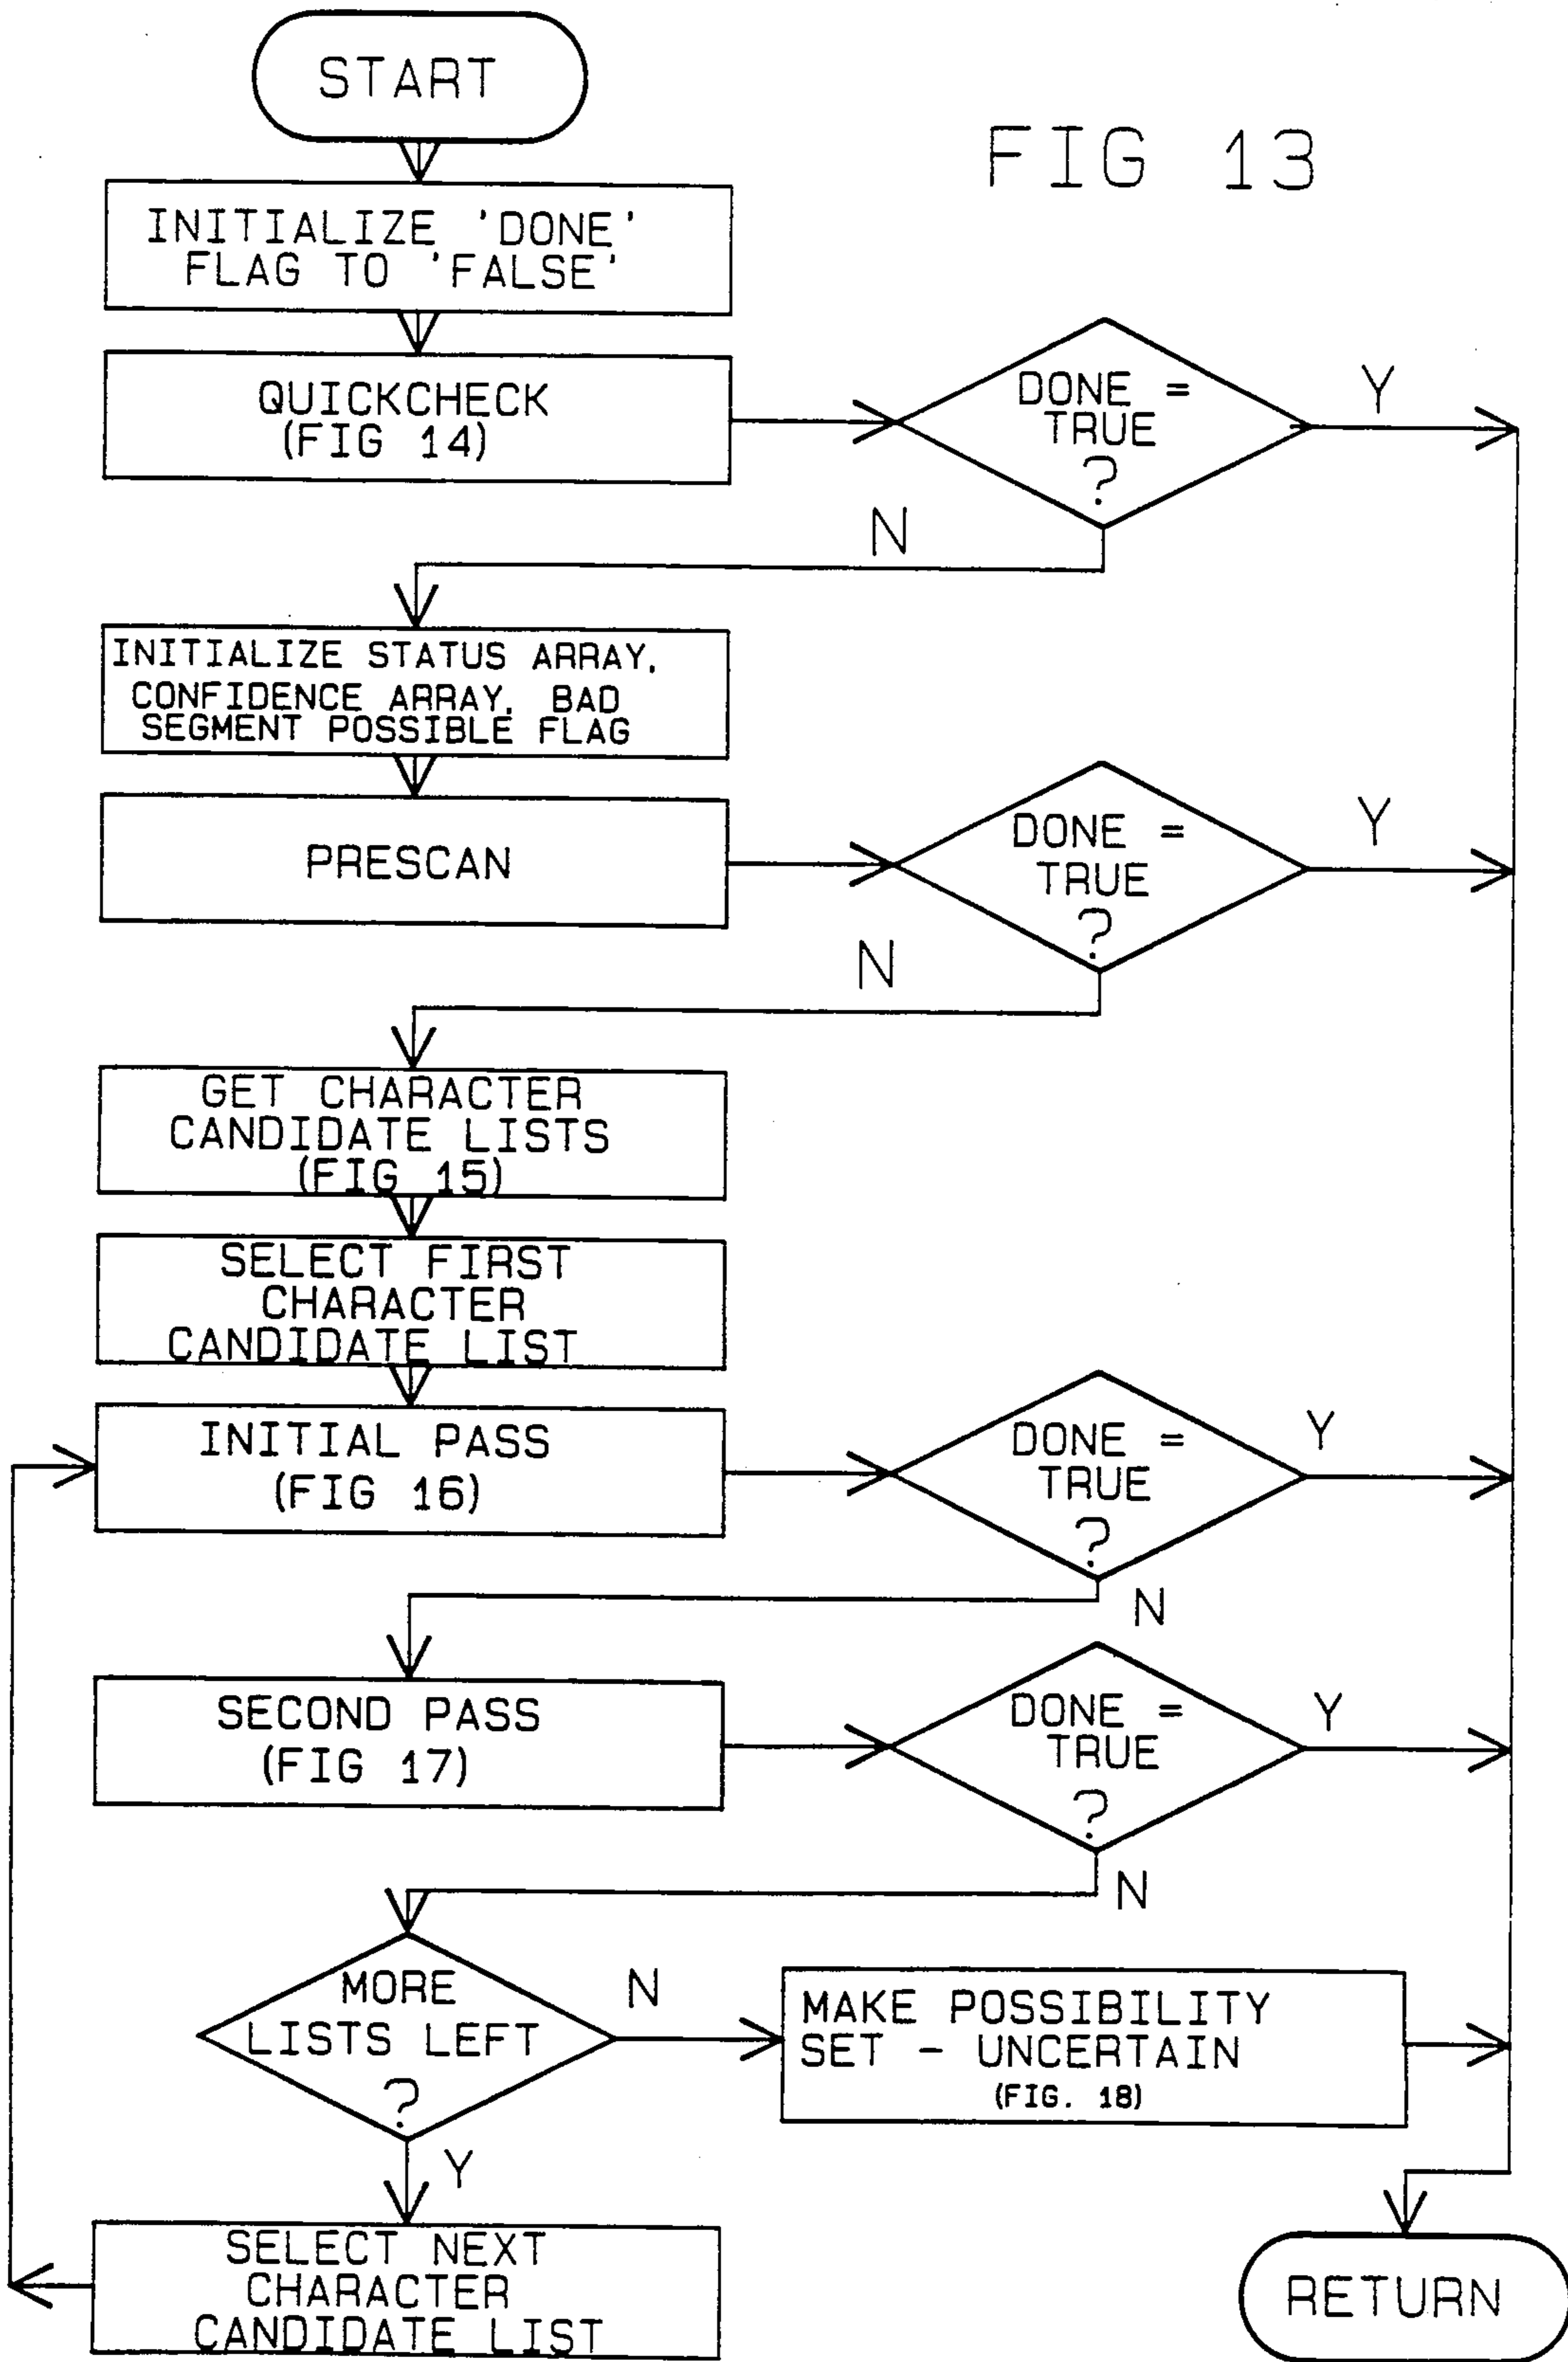 START
FIG 13
INITIALIZE 'DONE'
FLAG TO 'FALSE'
QUICKCHECK
(FIG 14)
DONE =
TRUE
?
Y
N
INITIALIZE STATUS ARRAY,
CONFIDENCE ARRAY, BAD
SEGMENT POSSIBLE FLAG
PRESCAN
DONE =
TRUE
?
Y
N
GET CHARACTER
CANDIDATE LISTS
(FIG 15)
SELECT FIRST
CHARACTER
CANDIDATE LIST
INITIAL PASS
(FIG 16)
DONE =
TRUE
?
Y
N
SECOND PASS
(FIG 17)
DONE =
TRUE
?
Y
N
MORE
LISTS LEFT
?
N
MAKE POSSIBILITY
SET - UNCERTAIN
(FIG. 18)
Y
SELECT NEXT
CHARACTER
CANDIDATE LIST
RETURN